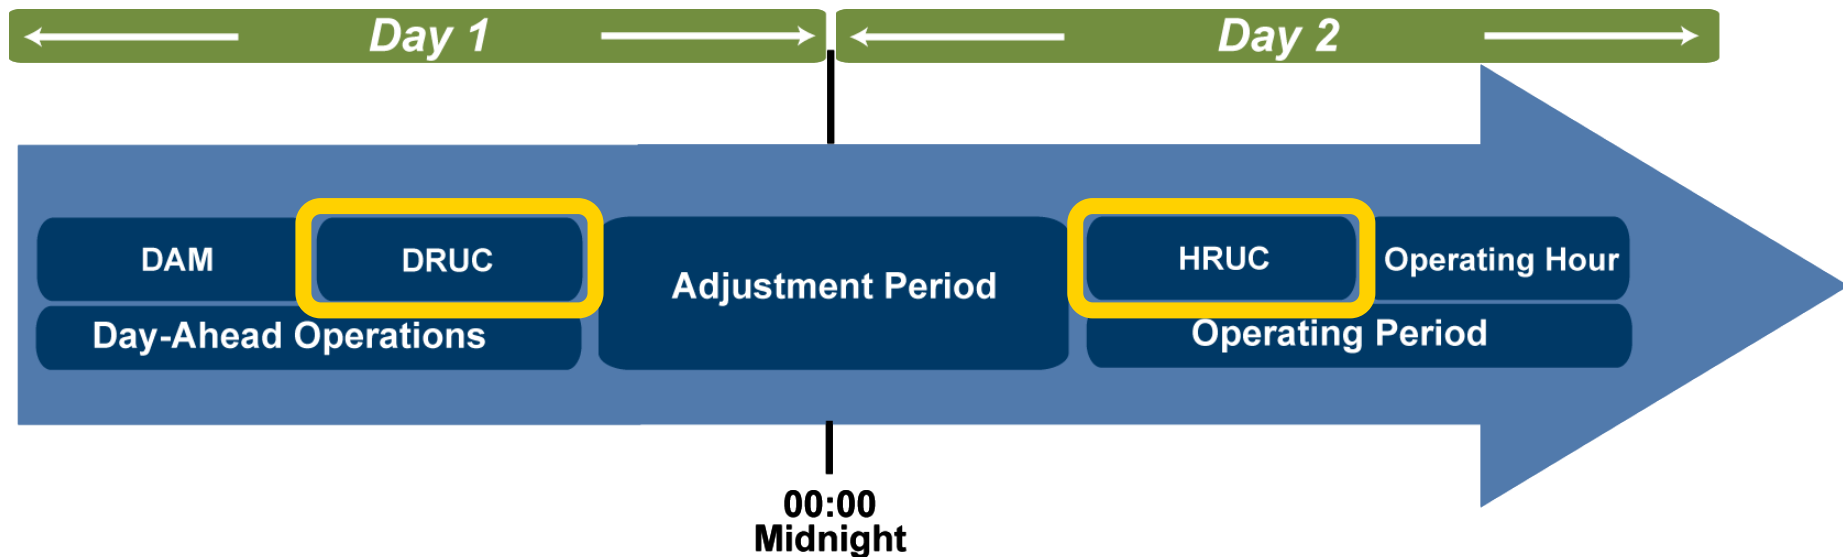 Day 1
Day 2
DAM
DRUC
Day-Ahead Operations
Adjustment Period
HRUC
Operating Hour
Operating Period
00:00
Midnight